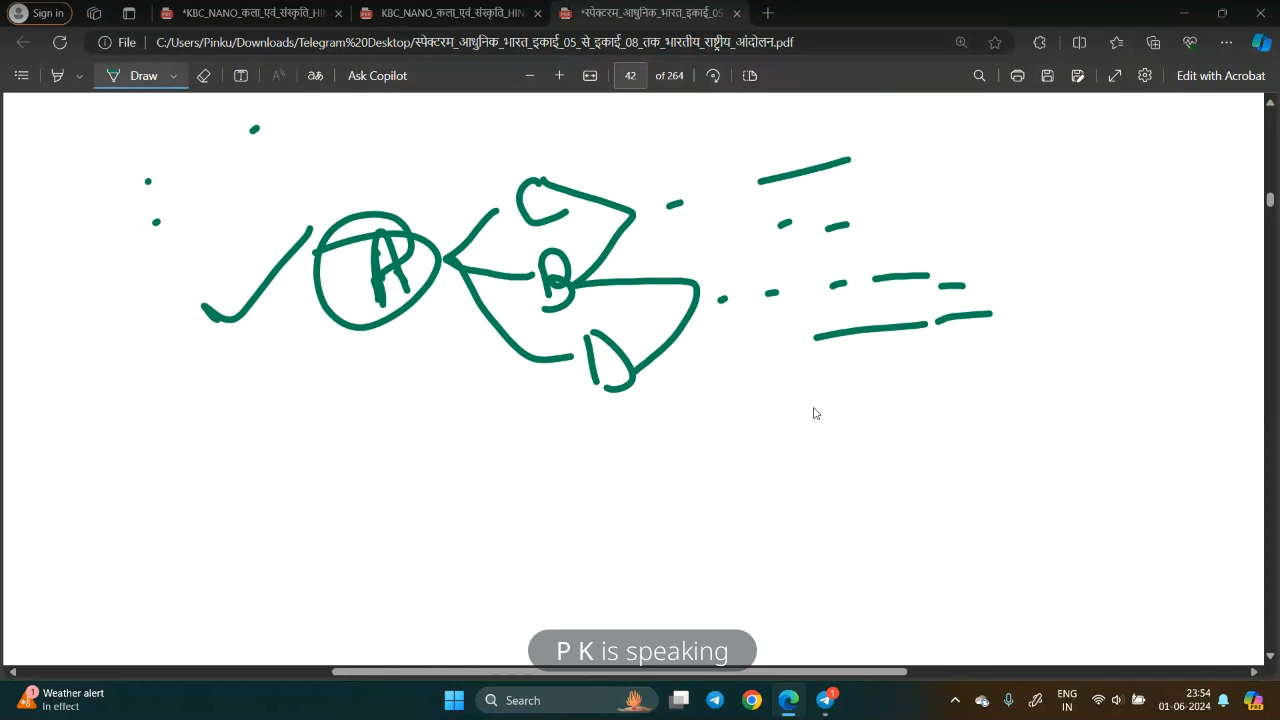 Sign in
*KBC_NANO_कला_एवं_संस्कृति_HIN
KBC_NANO_कला_एवं_संस्कृति_HIN
*स्पेक्टरम_आधुनिक_भारत_इकाई_05
File C:/Users/Pinku/Downloads/Telegram%20Desktop/स्पेक्टरम_आधुनिक_भारत_इकाई_05_से_इकाई_08_तक_भारतीय_राष्ट्रीय_आंदोलन.pdf
Draw Ask Copilot 42 of 264 Edit with Acrobat
C
A B
D
P K is speaking
Weather alert
In effect
Search
ENG
IN
23:54
01-06-2024